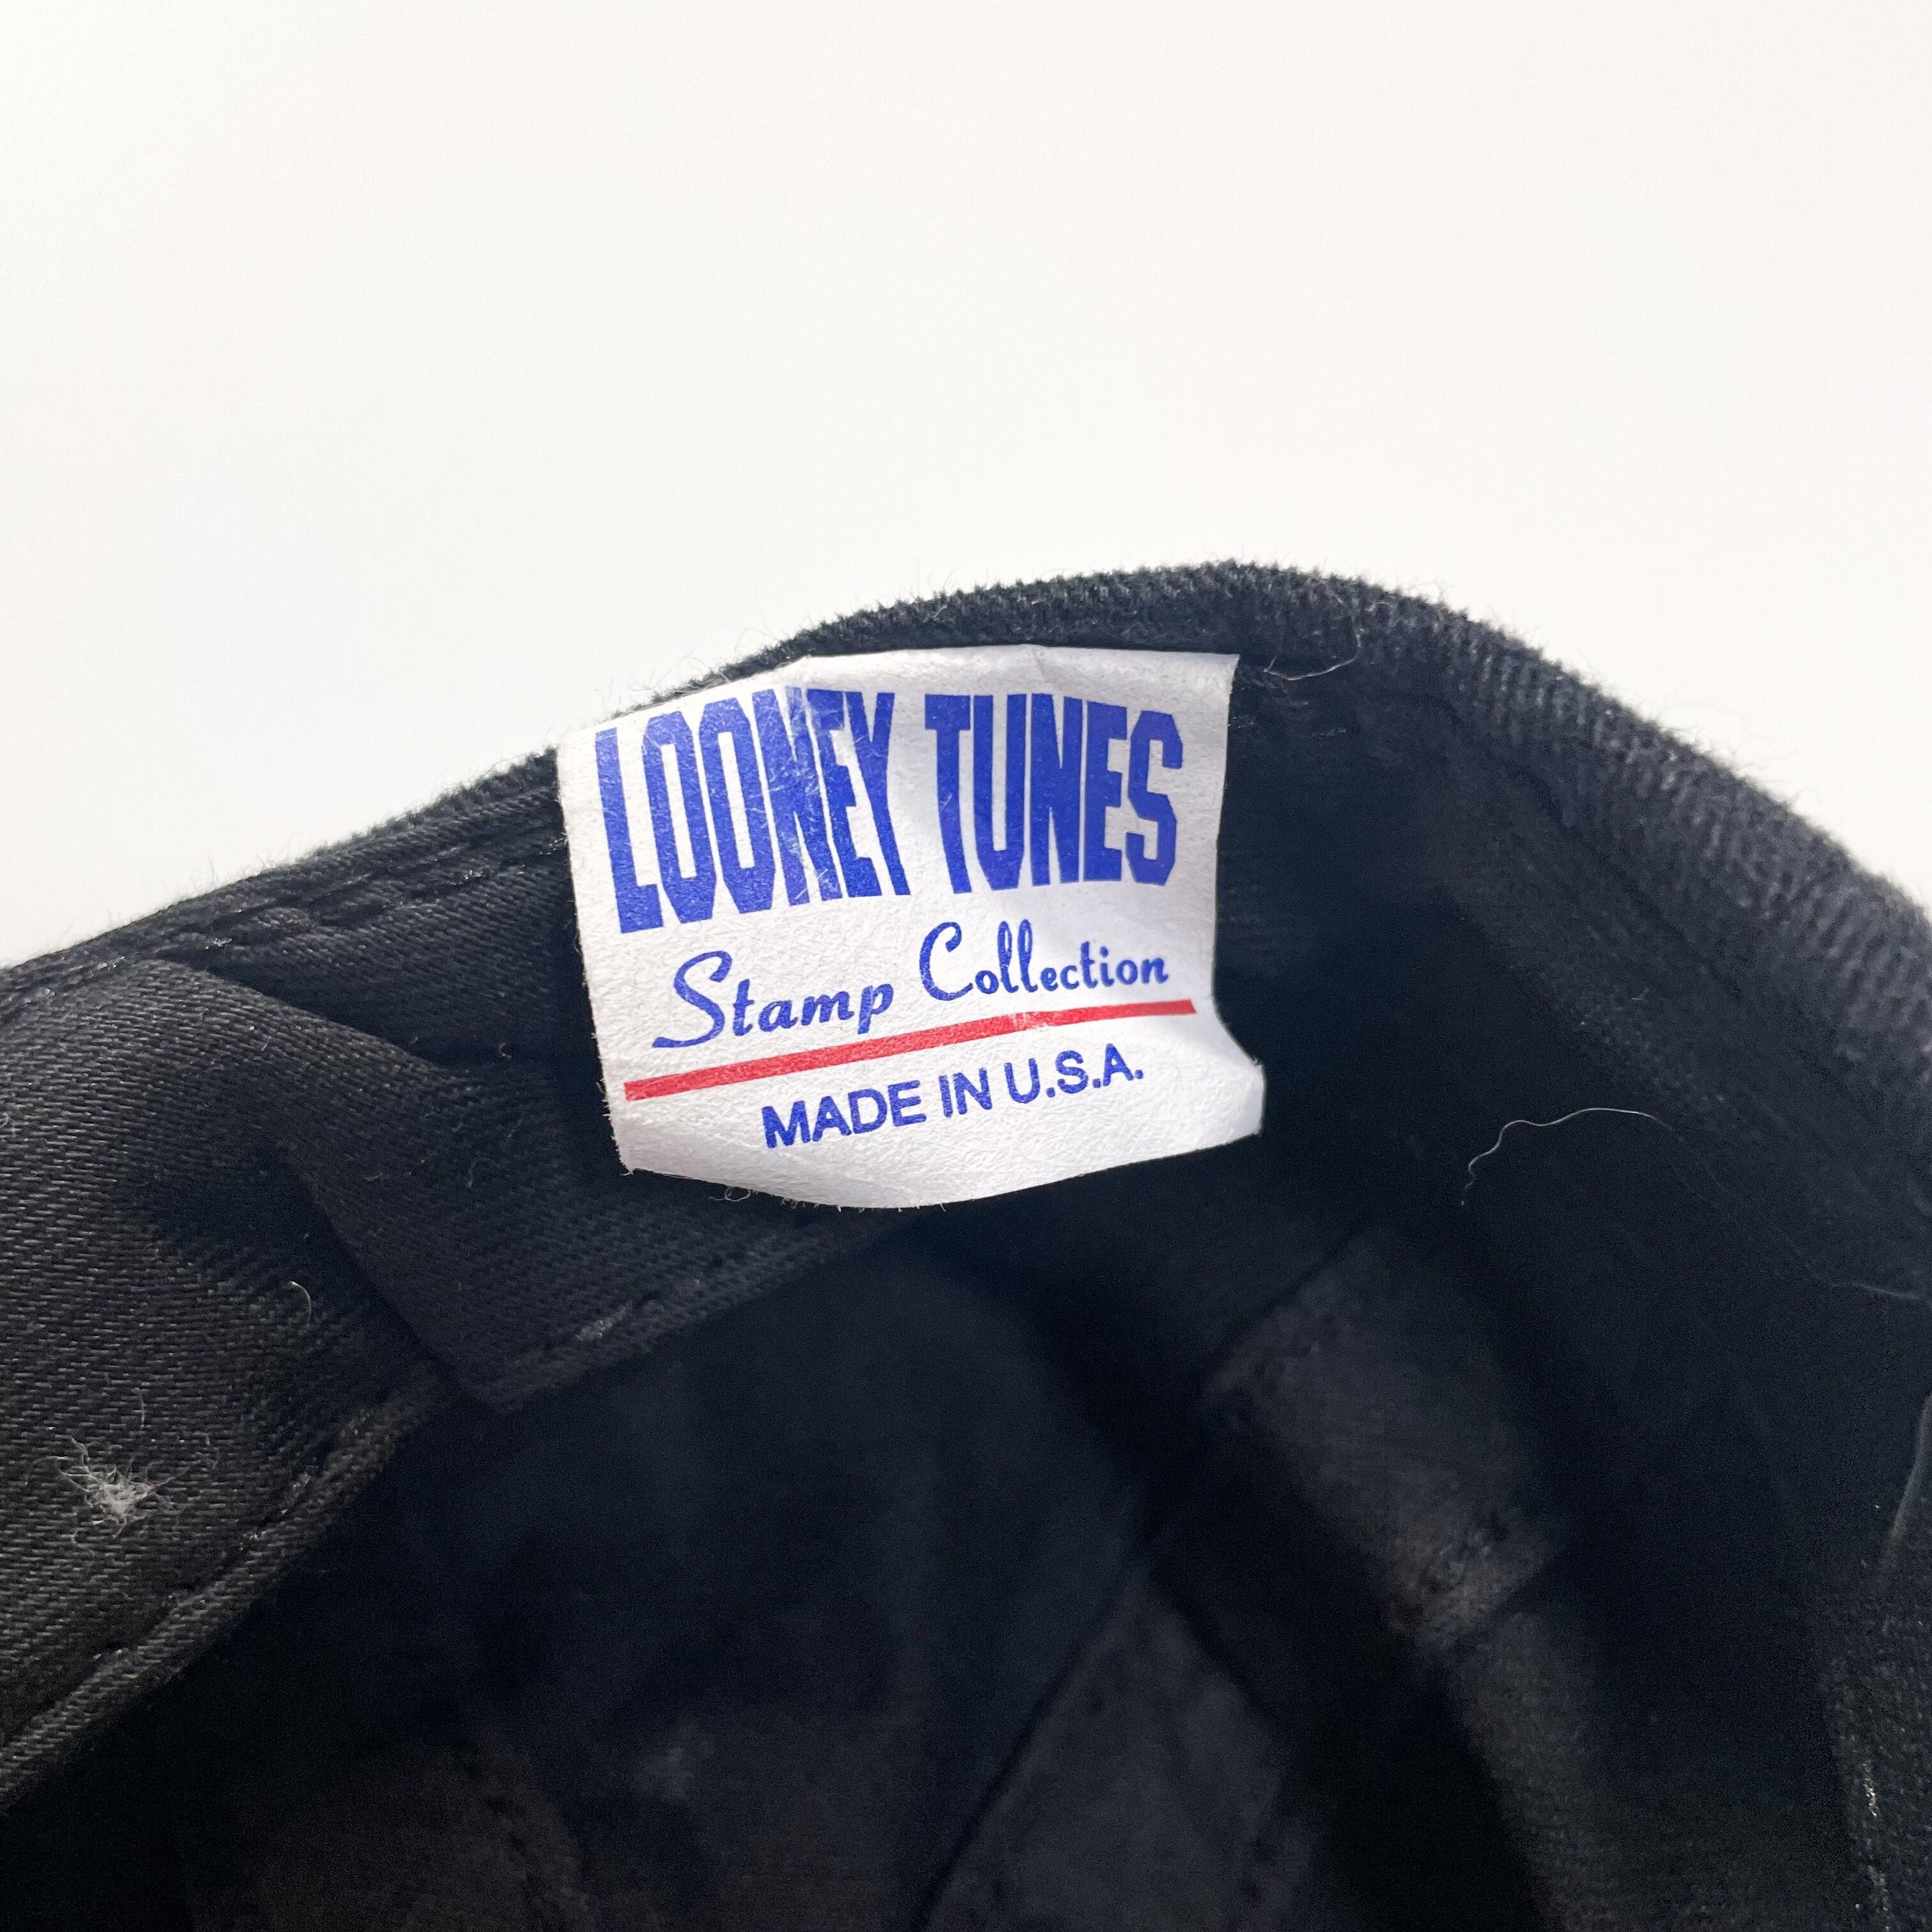 LOONEY TUNES
Stamp Collection
MADE IN U.S.A.